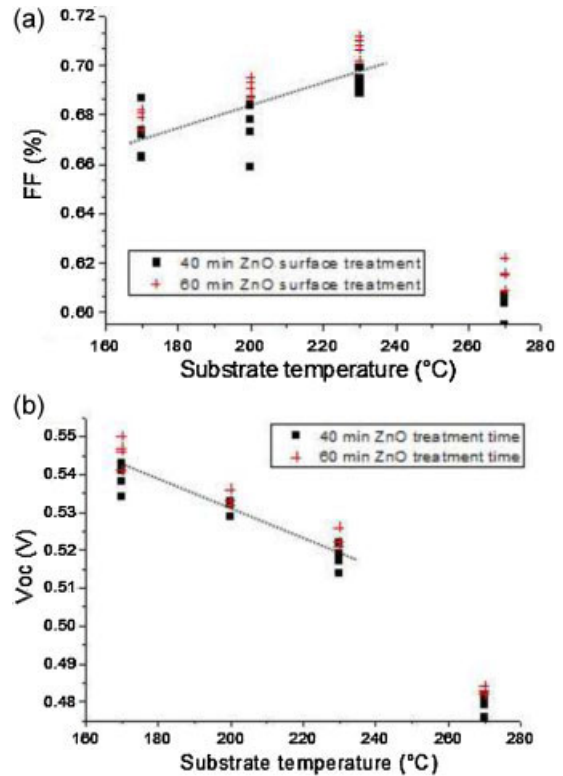 (a)
0.72
0.70
0.68
0.66
0.62
0.60
FF (%)
40 min ZnO surface treatment
60 min ZnO surface treatment
160 180 200 220 240 260 280
Substrate temperature (°C)
(b)
0.55
0.54
0.53
0.52
0.51
0.50
0.49
0.48
Voc (V)
40 min ZnO treatment time
60 min ZnO treatment time
160 180 200 220 240 260 280
Substrate temperature (°C)